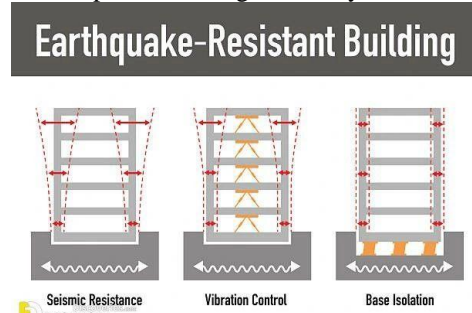 Earthquake-Resistant Building
Seismic Resistance
Vibration Control
Base Isolation